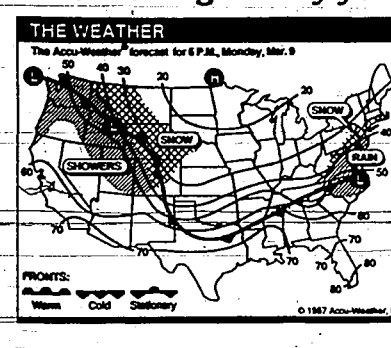 THE WEATHER
The Accu-Weather® forecast for 6 P.M., Monday, Mar. 9
L 50 40 30 20 H 20
SNOW 40
SNOW
RAIN
SHOWERS
60 50
L
70 70 70 70 70
80 80
FRONTS:
Warm Cold Stationary
© 1987 Accu-Weather,